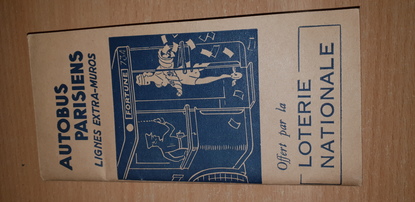 AUTOBUS
PARISIENS
LIGNES EXTRA-MUROS
FORTUNE
Offert par la
LOTERIE
NATIONALE